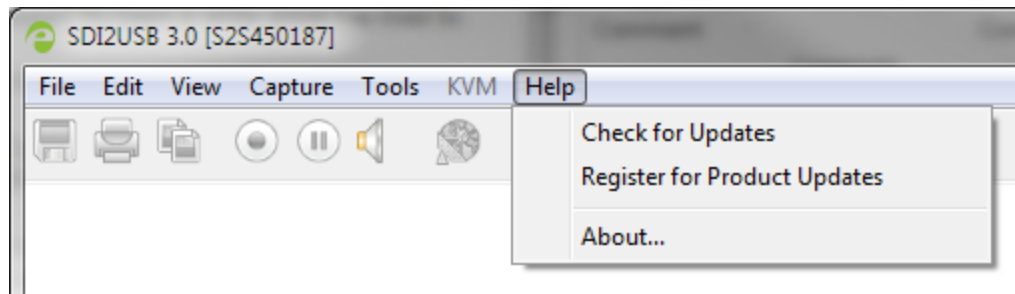 SDI2USB 3.0 [S2S450187]
File Edit View Capture Tools KVM Help
Check for Updates
Register for Product Updates
About...